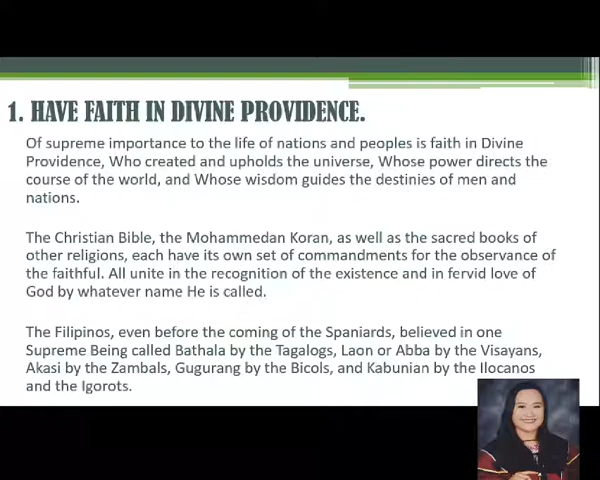 1. HAVE FAITH IN DIVINE PROVIDENCE.
Of supreme importance to the life of nations and peoples is faith in Divine
Providence, Who created and upholds the universe, Whose power directs the
course of the world, and Whose wisdom guides the destinies of men and
nations.
The Christian Bible, the Mohammedan Koran, as well as the sacred books of
other religions, each have its own set of commandments for the observance of
the faithful. All unite in the recognition of the existence and in fervid love of
God by whatever name He is called.
The Filipinos, even before the coming of the Spaniards, believed in one
Supreme Being called Bathala by the Tagalogs, Laon or Abba by the Visayans,
Akasi by the Zambals, Gugurang by the Bicols, and Kabunian by the Ilocanos
and the Igorots.